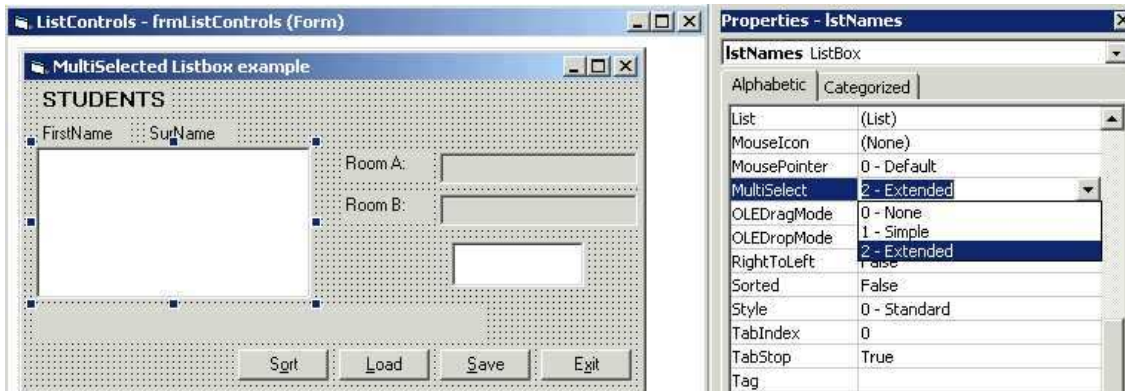 ListControls - frmListControls (Form)
MultiSelected Listbox example
STUDENTS
FirstName SurName
Room A:
Room B:
Sort Load Save Exit
Properties - lstNames
lstNames ListBox
Alphabetic Categorized
List (List)
MouseIcon (None)
MousePointer 0 - Default
MultiSelect 2 - Extended
OLEDragMode 0 - None
OLEDropMode 1 - Simple
2 - Extended
RightToLeft False
Sorted False
Style 0 - Standard
TabIndex 0
TabStop True
Tag